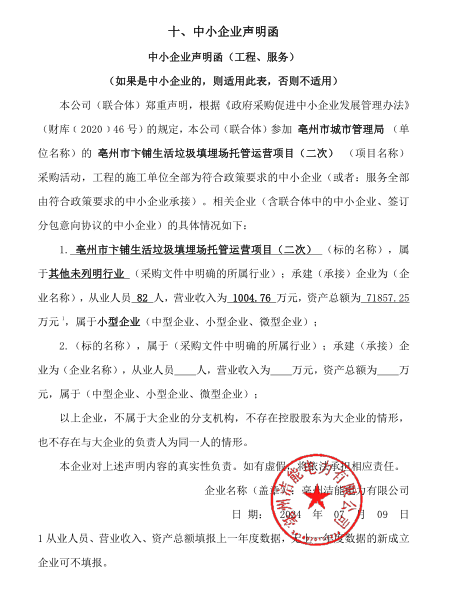 十、中小企业声明函
中小企业声明函（工程、服务）
（如果是中小企业的，则适用此表，否则不适用）
本公司（联合体）郑重声明，根据《政府采购促进中小企业发展管理办法》
（财库﹝2020﹞46号）的规定，本公司（联合体）参加 亳州市城市管理局 （单
位名称）的 亳州市卞铺生活垃圾填埋场托管运营项目（二次） （项目名称）
采购活动，工程的施工单位全部为符合政策要求的中小企业（或者：服务全部
由符合政策要求的中小企业承接）。相关企业（含联合体中的中小企业、签订
分包意向协议的中小企业）的具体情况如下：
1. 亳州市卞铺生活垃圾填埋场托管运营项目（二次）（标的名称），属
于其他未列明行业 （采购文件中明确的所属行业）；承建（承接）企业为（企
业名称），从业人员 82 人，营业收入为 1004.76 万元，资产总额为 71857.25
万元1，属于小型企业（中型企业、小型企业、微型企业）；
2.（标的名称），属于（采购文件中明确的所属行业）；承建（承接）企
业为（企业名称），从业人员____人，营业收入为____万元，资产总额为____万
元，属于（中型企业、小型企业、微型企业）；
以上企业，不属于大企业的分支机构，不存在控股股东为大企业的情形，
也不存在与大企业的负责人为同一人的情形。
本企业对上述声明内容的真实性负责。如有虚假，将依法承担相应责任。
企业名称（盖章）：亳州洁能电力有限公司
亳州洁能电力有限公司
日 期： 2024 年 07 月 09 日
1 从业人员、营业收入、资产总额填报上一年度数据，无上一年度数据的新成立
企业可不填报。